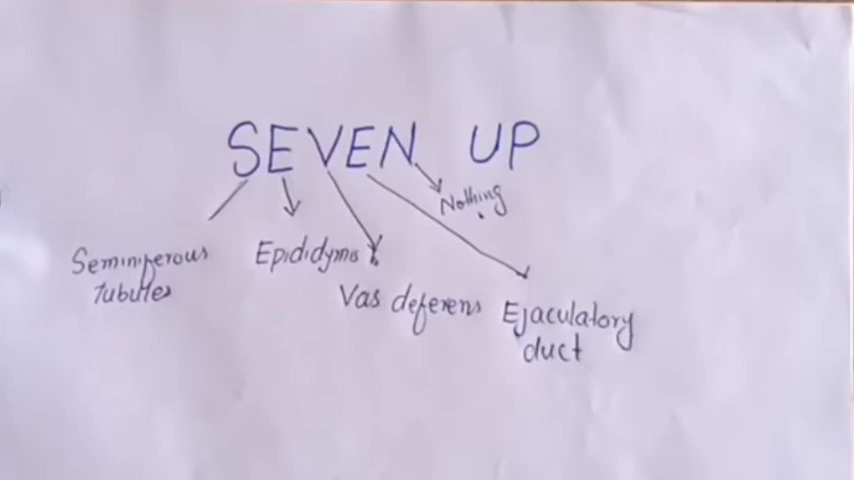 SEVEN UP
Nothing
Seminiferous
Tubules
Epididymis
Vas deferens
Ejaculatory
duct